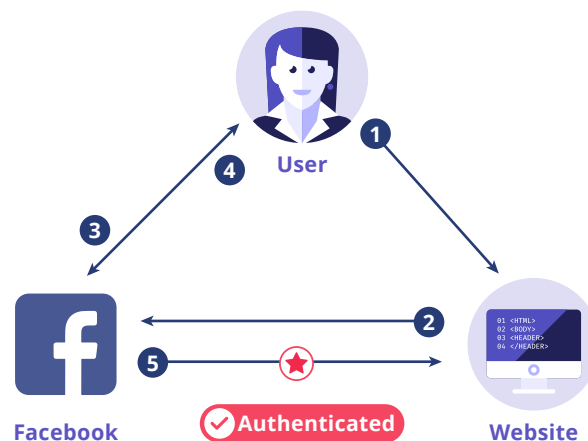 1
User
4
3
2
01 <HTML>
02 <BODY>
03 <HEADER>
04 </HEADER>
5
Authenticated
Facebook
Website